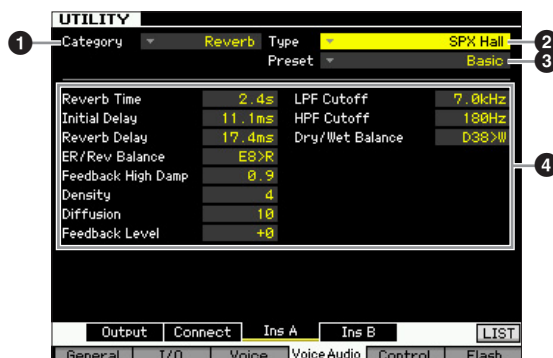 UTILITY
1 Category Reverb Type SPX Hall 2
Preset Basic 3
Reverb Time 2.4s LPF Cutoff 7.0kHz
Initial Delay 11.1ms HPF Cutoff 180Hz
Reverb Delay 17.4ms Dry/Wet Balance D38>W
ER/Rev Balance E8>R
4
Feedback High Damp 0.9
Density 4
Diffusion 10
Feedback Level +0
Output Connect Ins A Ins B LIST
General I/O Voice Voice Audio Control Flash